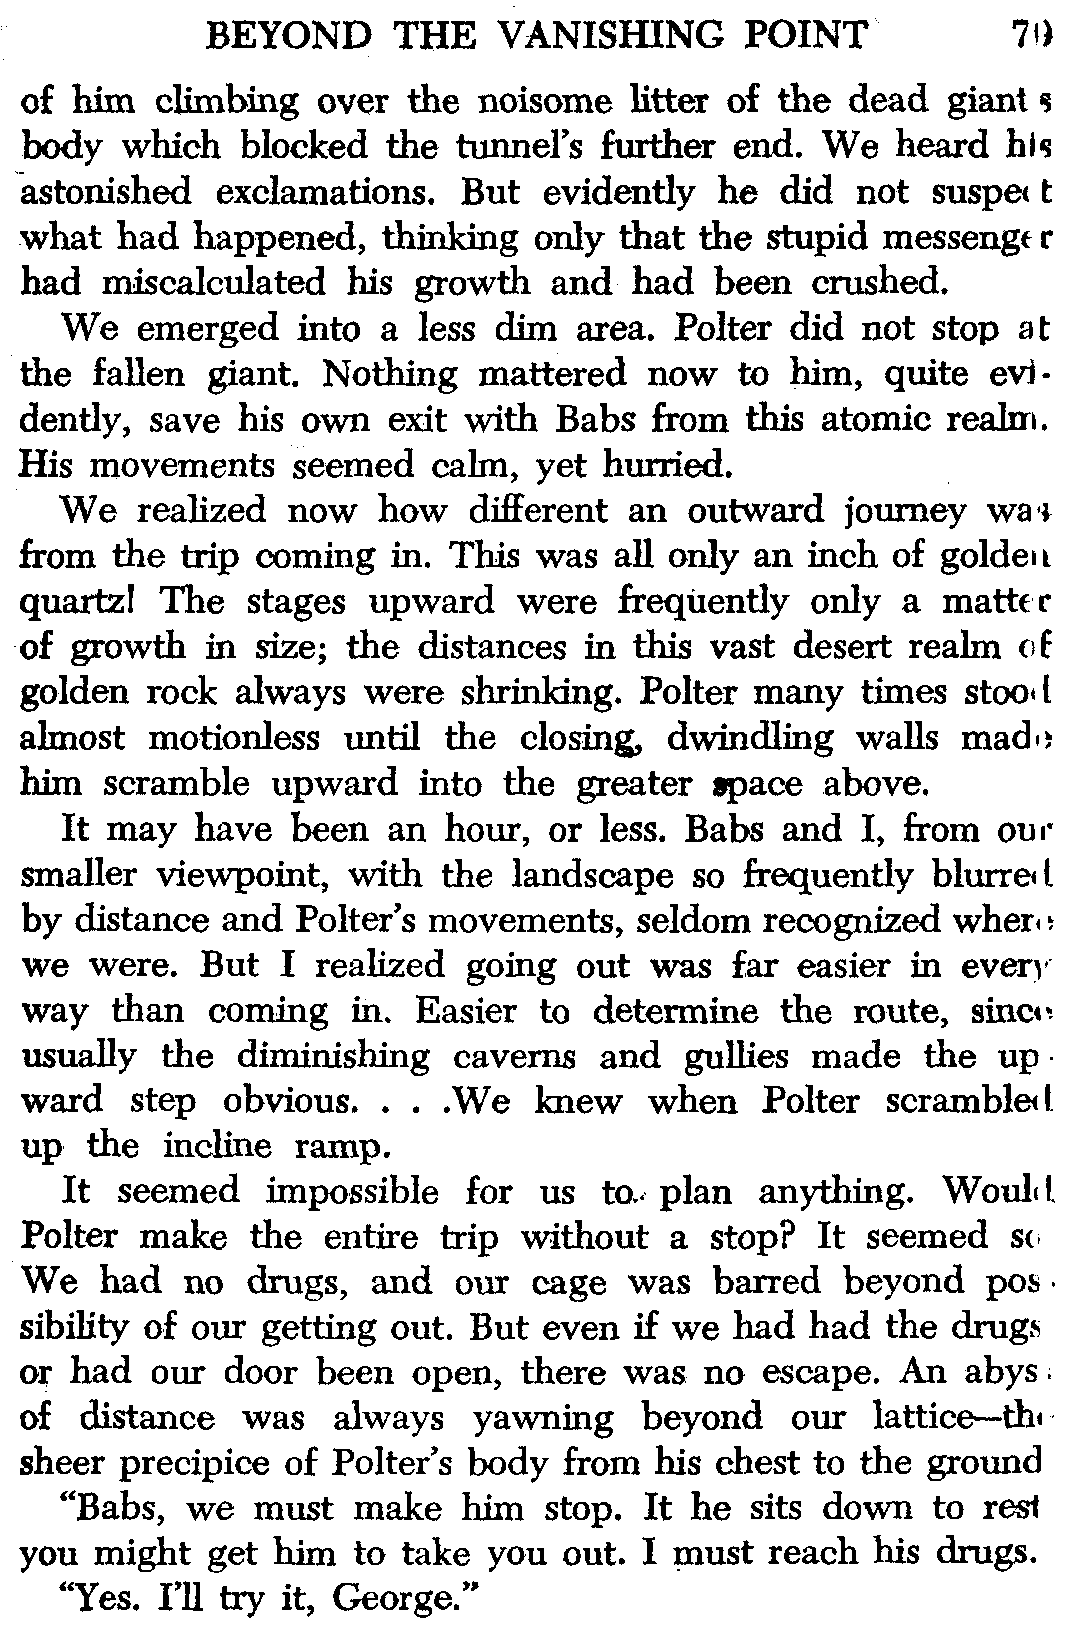 BEYOND THE VANISHING POINT 79
of him climbing over the noisome litter of the dead giant s
body which blocked the tunnel's further end. We heard his
astonished exclamations. But evidently he did not suspect
what had happened, thinking only that the stupid messenger
had miscalculated his growth and had been crushed.
We emerged into a less dim area. Polter did not stop at
the fallen giant. Nothing mattered now to him, quite evi-
dently, save his own exit with Babs from this atomic realm.
His movements seemed calm, yet hurried.
We realized now how different an outward journey was
from the trip coming in. This was all only an inch of golden
quartz! The stages upward were frequently only a matter
of growth in size; the distances in this vast desert realm of
golden rock always were shrinking. Polter many times stood
almost motionless until the closing, dwindling walls made
him scramble upward into the greater space above.
It may have been an hour, or less. Babs and I, from our
smaller viewpoint, with the landscape so frequently blurred
by distance and Polter's movements, seldom recognized where
we were. But I realized going out was far easier in every
way than coming in. Easier to determine the route, since
usually the diminishing caverns and gullies made the up-
ward step obvious. . . .We knew when Polter scrambled
up the incline ramp.
It seemed impossible for us to plan anything. Would
Polter make the entire trip without a stop? It seemed so
We had no drugs, and our cage was barred beyond pos-
sibility of our getting out. But even if we had had the drugs
or had our door been open, there was no escape. An abys
of distance was always yawning beyond our lattice—the
sheer precipice of Polter's body from his chest to the ground
"Babs, we must make him stop. It he sits down to rest
you might get him to take you out. I must reach his drugs.
"Yes. I'll try it, George."